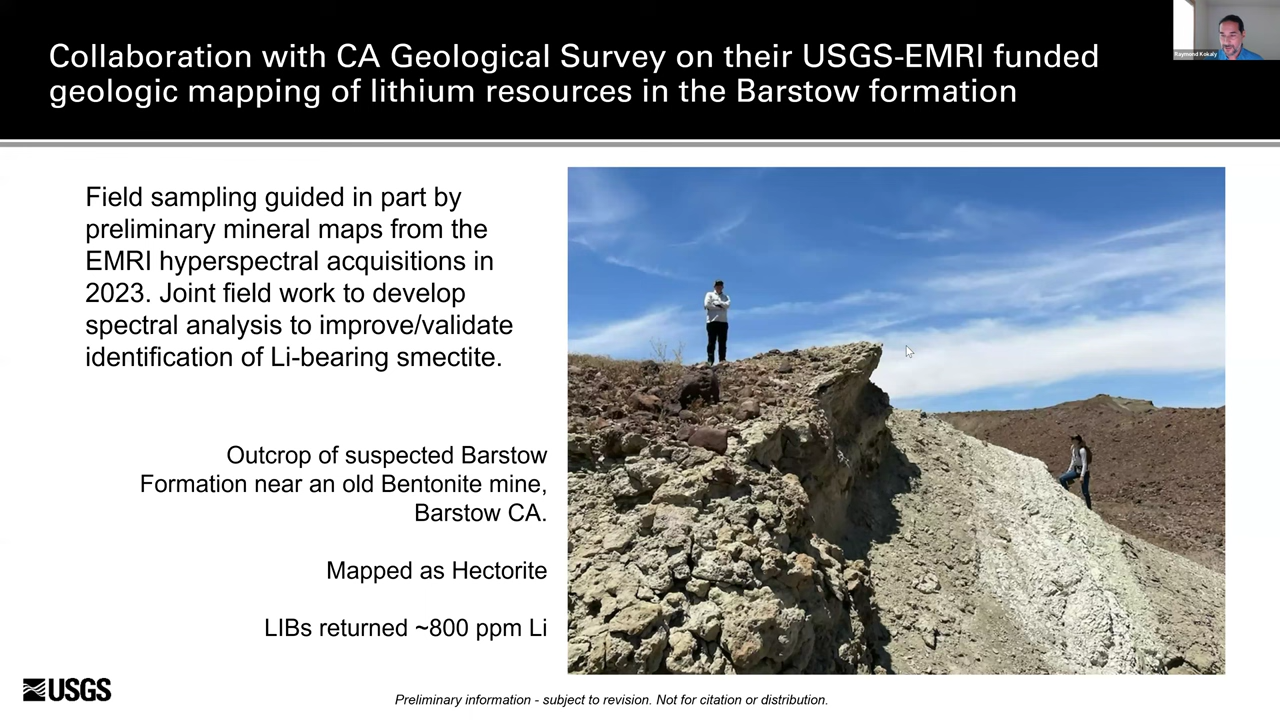 Collaboration with CA Geological Survey on their USGS-EMRI funded
geologic mapping of lithium resources in the Barstow formation
Raymond Kokaly
Field sampling guided in part by
preliminary mineral maps from the
EMRI hyperspectral acquisitions in
2023. Joint field work to develop
spectral analysis to improve/validate
identification of Li-bearing smectite.
Outcrop of suspected Barstow
Formation near an old Bentonite mine,
Barstow CA.
Mapped as Hectorite
LIBs returned ~800 ppm Li
USGS
Preliminary information - subject to revision. Not for citation or distribution.